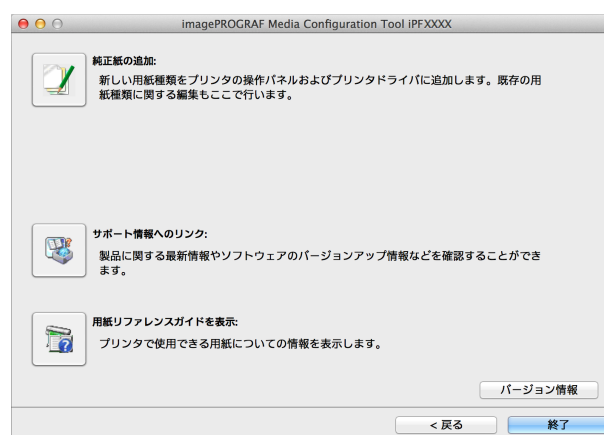 imagePROGRAF Media Configuration Tool iPFXXXX
純正紙の追加:
新しい用紙種類をプリンタの操作パネルおよびプリンタドライバに追加します。既存の用
紙種類に関する編集もここで行います。
サポート情報へのリンク:
製品に関する最新情報やソフトウェアのバージョンアップ情報などを確認することができ
ます。
用紙リファレンスガイドを表示:
プリンタで使用できる用紙についての情報を表示します。
バージョン情報
< 戻る
終了